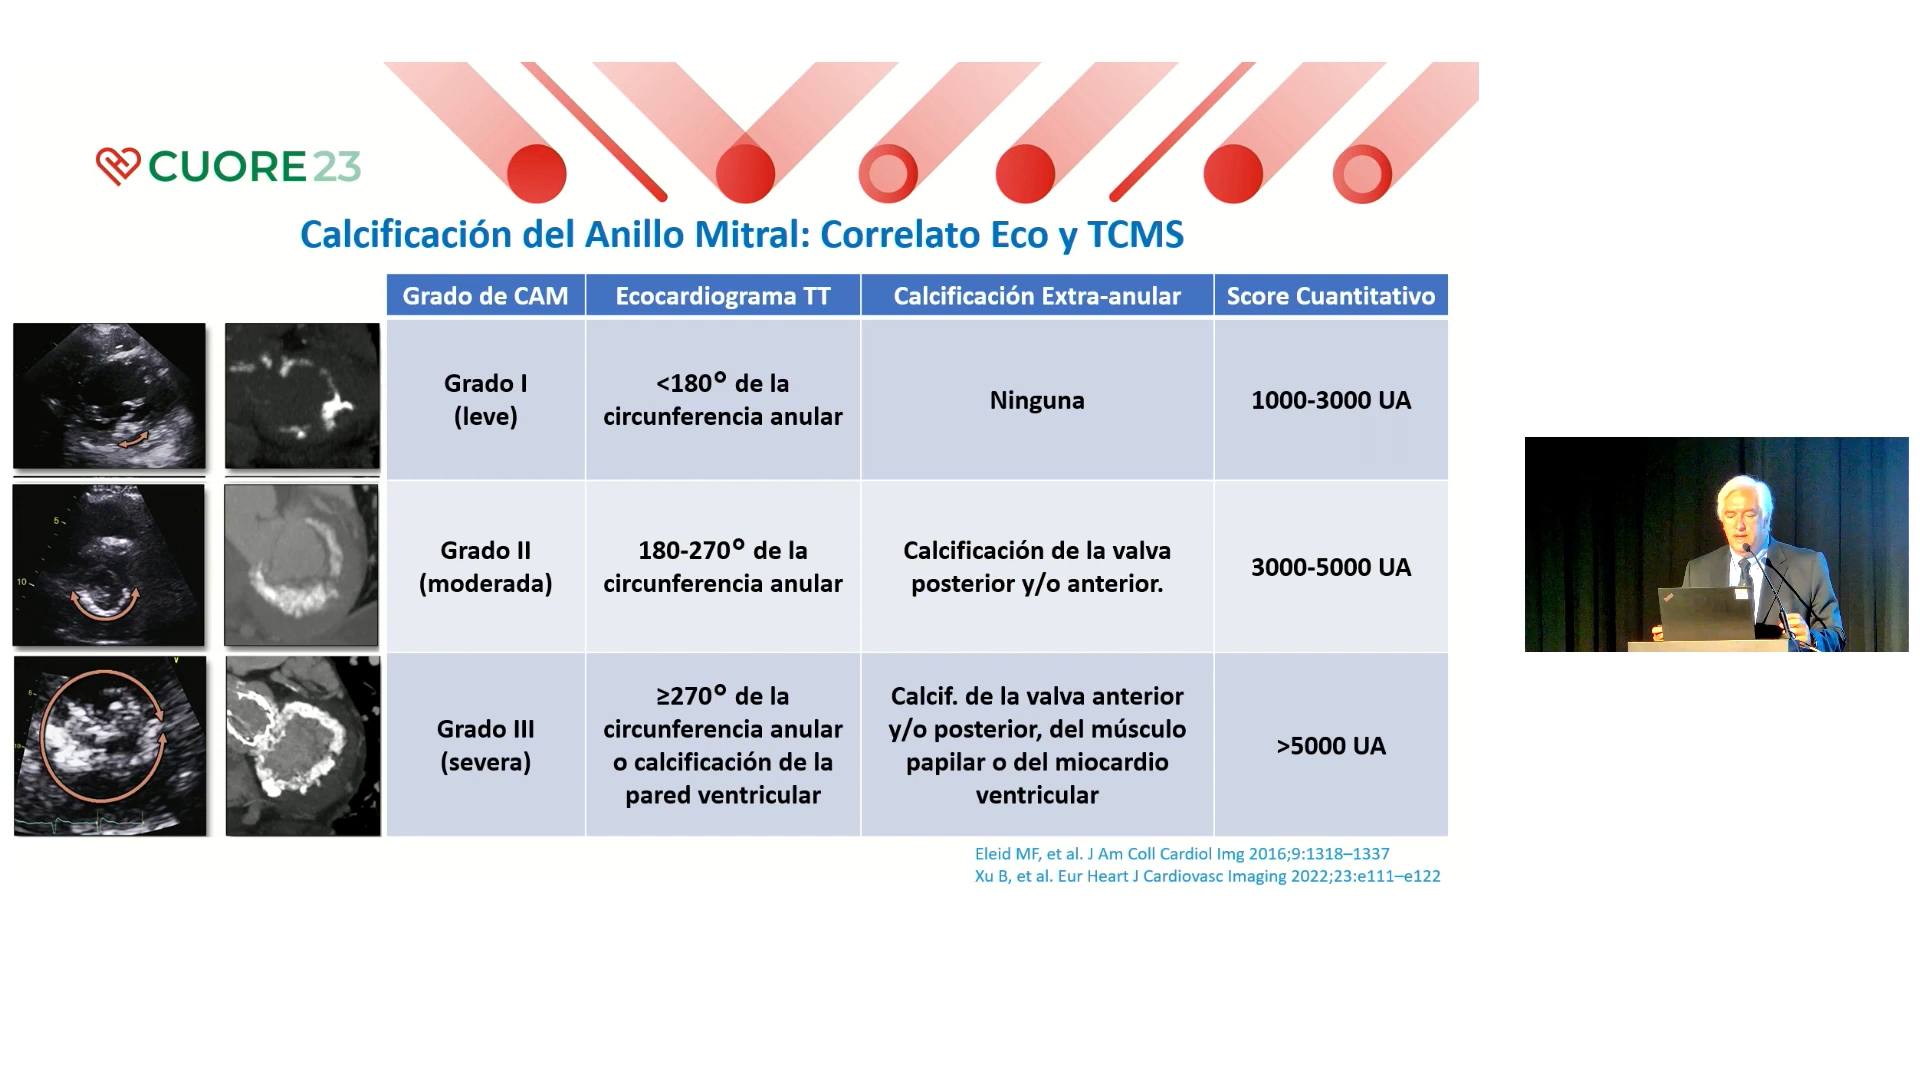 CUORE23
Calcificación del Anillo Mitral: Correlato Eco y TCMS
Grado de CAM
Ecocardiograma TT
Calcificación Extra-anular
Score Cuantitativo
Grado I
(leve)
<180° de la
circunferencia anular
Ninguna
1000-3000 UA
5
10
Grado II
(moderada)
180-270° de la
circunferencia anular
Calcificación de la valva
posterior y/o anterior.
3000-5000 UA
V
Grado III
(severa)
≥270° de la
circunferencia anular
o calcificación de la
pared ventricular
Calcif. de la valva anterior
y/o posterior, del músculo
papilar o del miocardio
ventricular
>5000 UA
Eleid MF, et al. J Am Coll Cardiol Img 2016;9:1318–1337
Xu B, et al. Eur Heart J Cardiovasc Imaging 2022;23:e111–e122